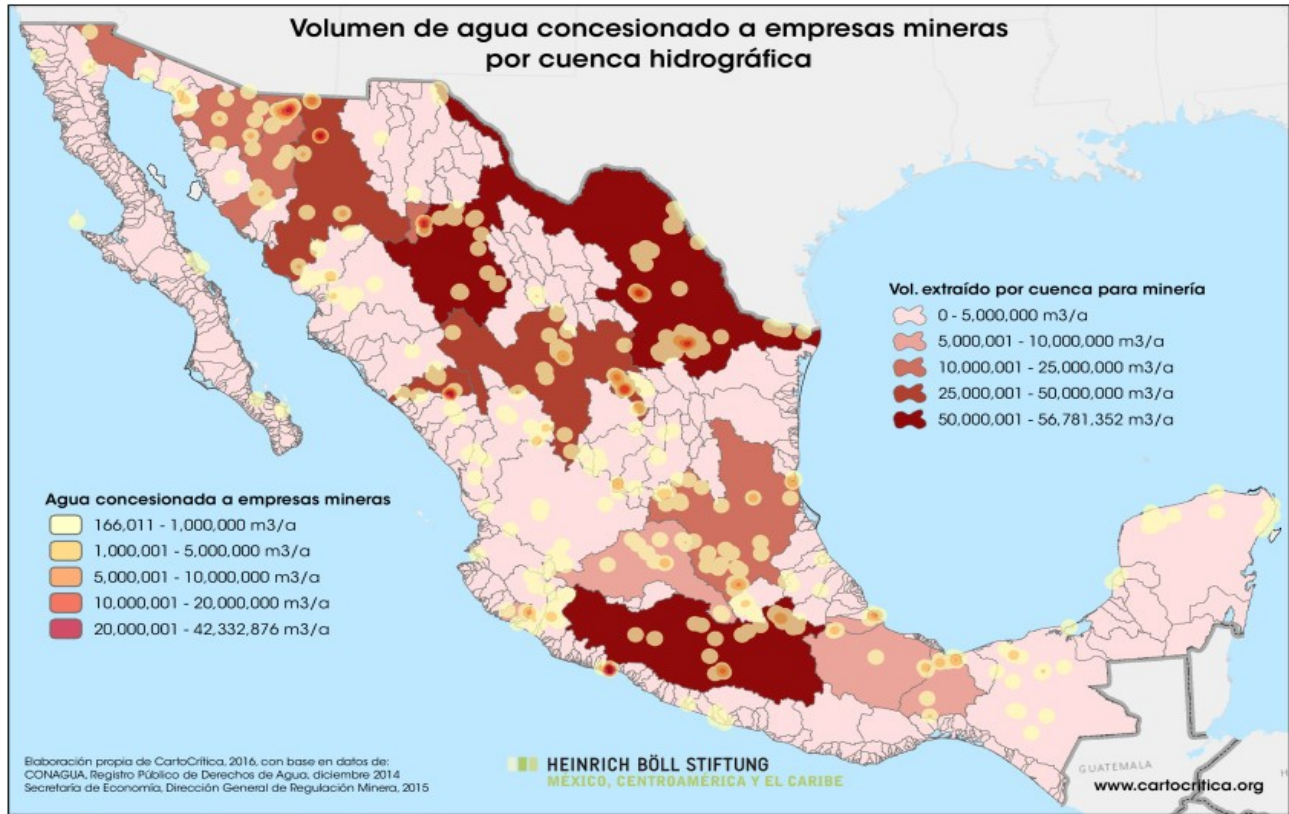 Volumen de agua concesionado a empresas mineras
por cuenca hidrográfica
Vol. extraído por cuenca para minería
0 - 5,000,000 m3/a
5,000,001 - 10,000,000 m3/a
10,000,001 - 25,000,000 m3/a
25,000,001 - 50,000,000 m3/a
50,000,001 - 56,781,352 m3/a
Agua concesionada a empresas mineras
166,011 - 1,000,000 m3/a
1,000,001 - 5,000,000 m3/a
5,000,001 - 10,000,000 m3/a
10,000,001 - 20,000,000 m3/a
20,000,001 - 42,332,876 m3/a
Elaboración propia de CartoCrítica, 2016, con base en datos de:
CONAGUA, Registro Público de Derechos de Agua, diciembre 2014
Secretaría de Economía, Dirección General de Regulación Minera, 2015
HEINRICH BÖLL STIFTUNG
MÉXICO, CENTROAMÉRICA Y EL CARIBE
GUATEMALA
www.cartocritica.org